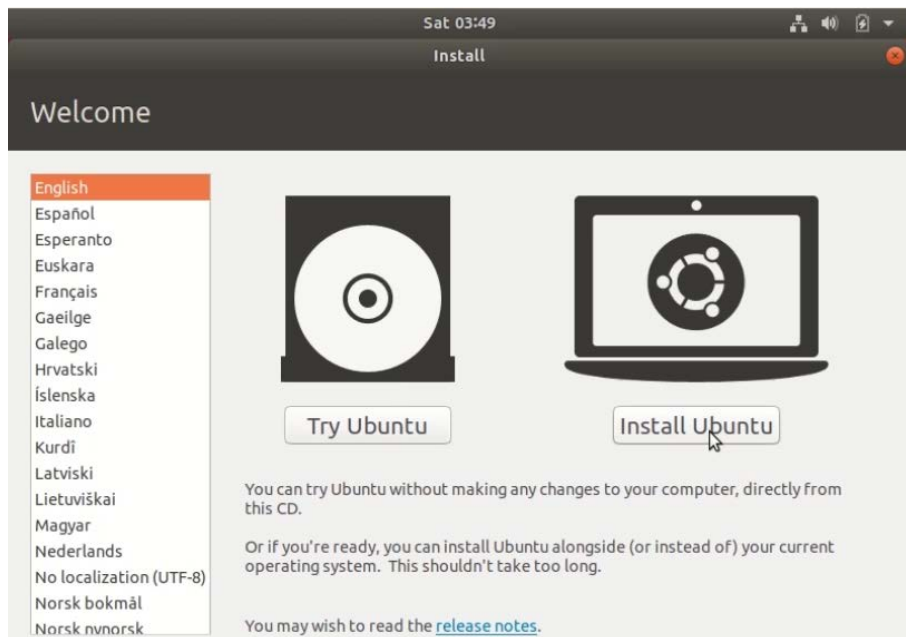 Sat 03:49
Install
Welcome
English
Español
Esperanto
Euskara
Français
Gaeilge
Galego
Hrvatski
Íslenska
Italiano
Kurdî
Latviski
Lietuviškai
Magyar
Nederlands
No localization (UTF-8)
Norsk bokmål
Norsk nynorsk
Try Ubuntu
Install Ubuntu
You can try Ubuntu without making any changes to your computer, directly from
this CD.
Or if you're ready, you can install Ubuntu alongside (or instead of) your current
operating system. This shouldn't take too long.
You may wish to read the release notes.